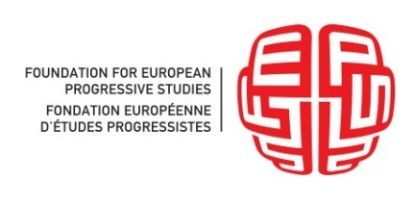 FOUNDATION FOR EUROPEAN
PROGRESSIVE STUDIES
FONDATION EUROPÉENNE
D'ÉTUDES PROGRESSISTES